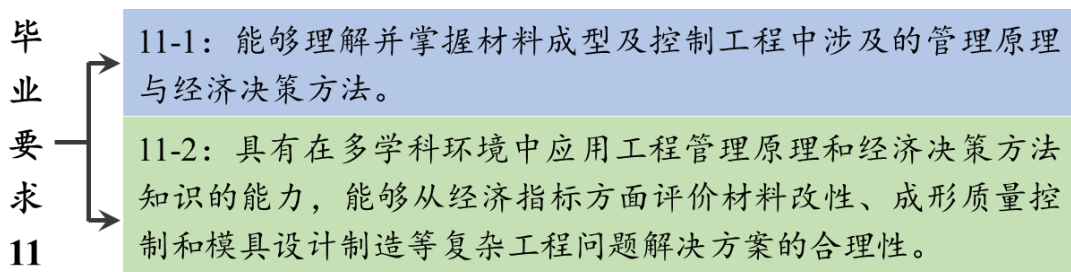 毕业要求11
11-1：能够理解并掌握材料成型及控制工程中涉及的管理原理
与经济决策方法。
11-2：具有在多学科环境中应用工程管理原理和经济决策方法
知识的能力，能够从经济指标方面评价材料改性、成形质量控
制和模具设计制造等复杂工程问题解决方案的合理性。